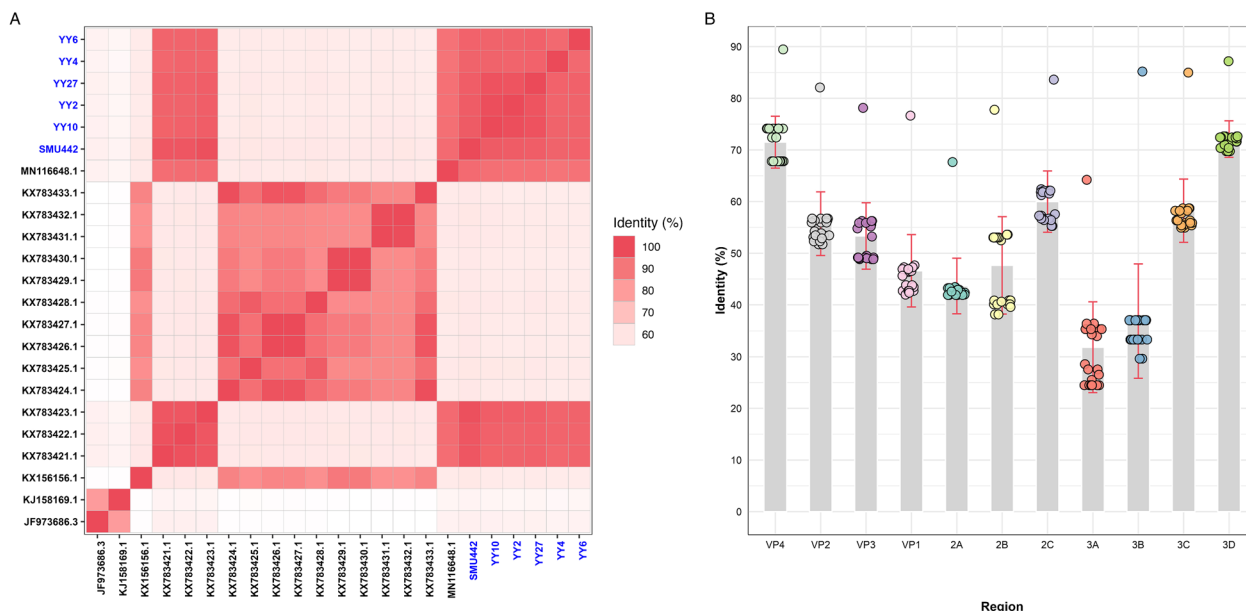 A
YY6
YY4
YY27
YY2
YY10
SMU442
MN116648.1
KX783433.1
KX783432.1
KX783431.1
KX783430.1
KX783429.1
KX783428.1
KX783427.1
KX783426.1
KX783425.1
KX783424.1
KX783423.1
KX783422.1
KX783421.1
KX156156.1
KJ158169.1
JF973686.3
JF973686.3
KJ158169.1
KX156156.1
KX783421.1
KX783422.1
KX783423.1
KX783424.1
KX783425.1
KX783426.1
KX783427.1
KX783428.1
KX783429.1
KX783430.1
KX783431.1
KX783432.1
KX783433.1
MN116648.1
SMU442
YY10
YY2
YY27
YY4
YY6
Identity (%)
100
90
80
70
60
B
Identity (%)
90
80
70
60
50
40
30
20
10
0
VP4 VP2 VP3 VP1 2A 2B 2C 3A 3B 3C 3D
Region